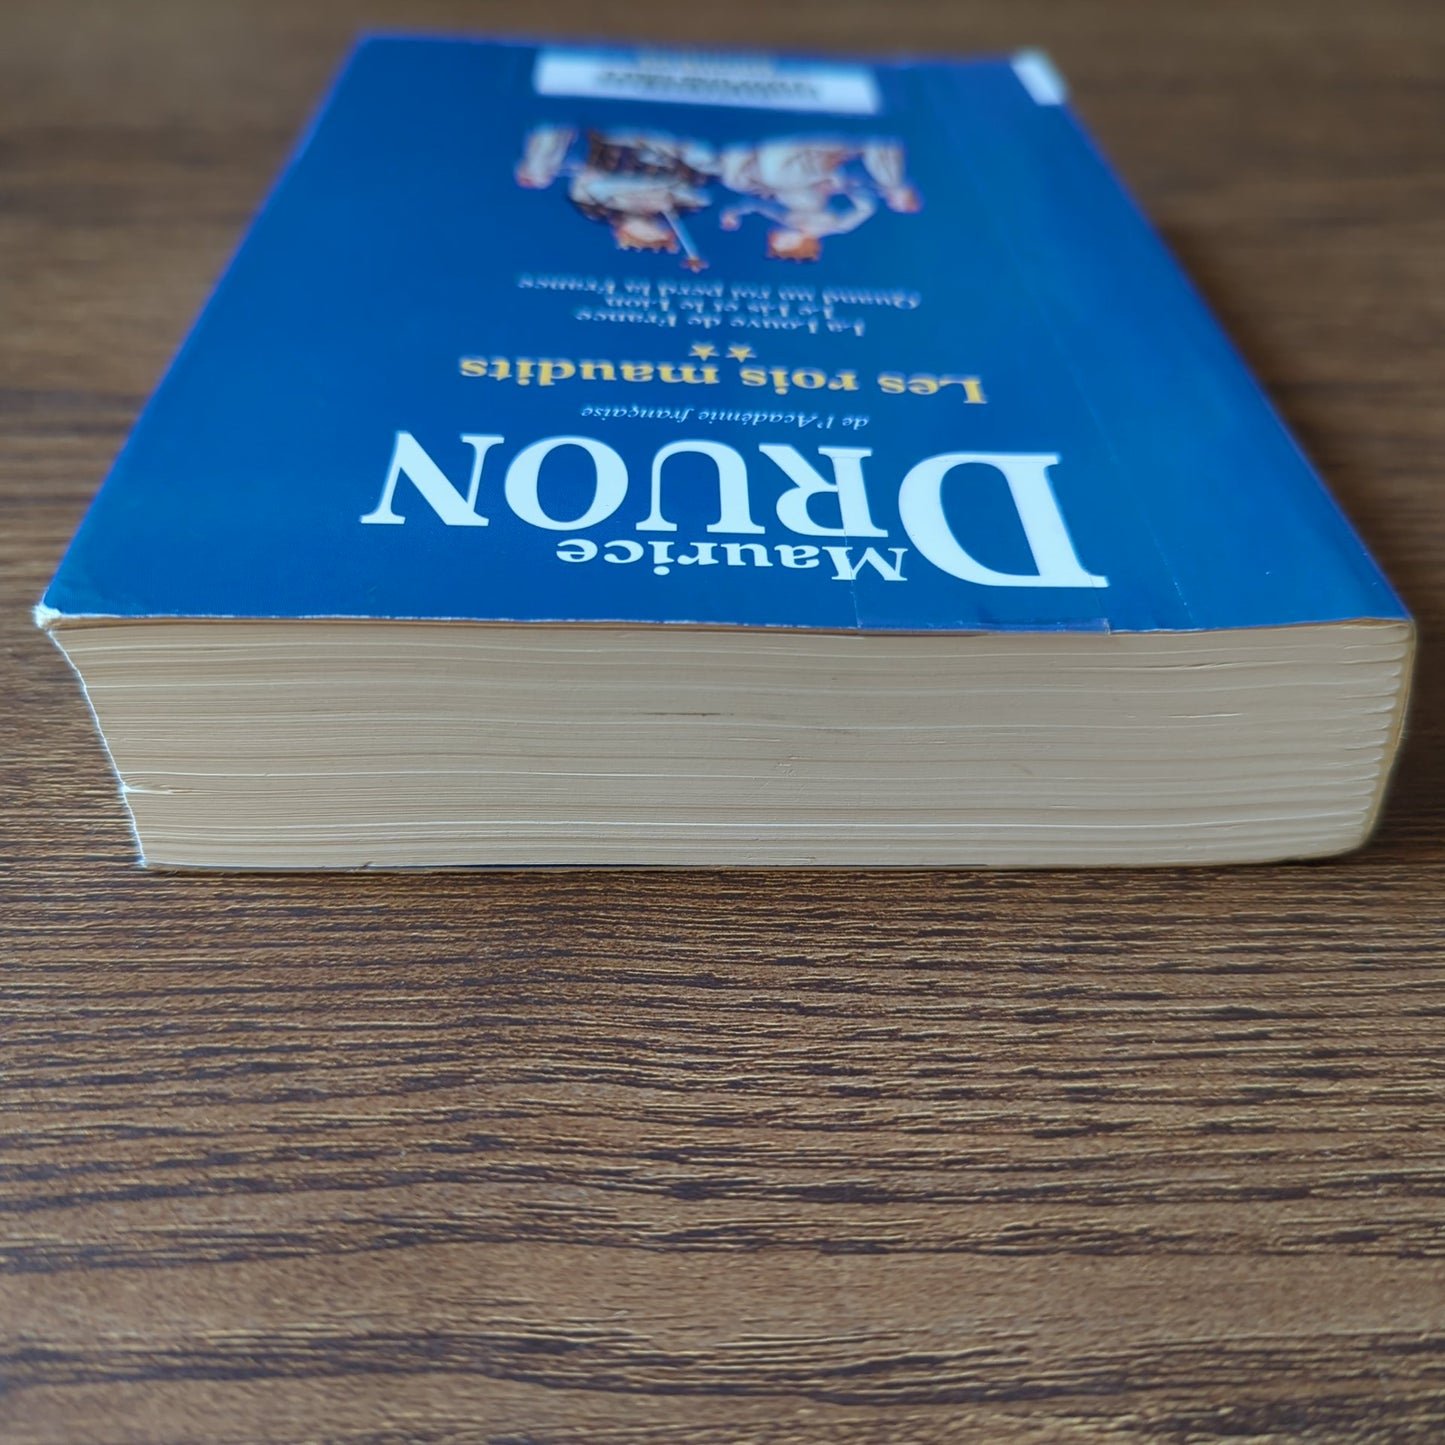 Maurice
DRUON
de l'Académie française
Les rois maudits
La Louve de France
Le Lis et le Lion
Quand un roi perd la France